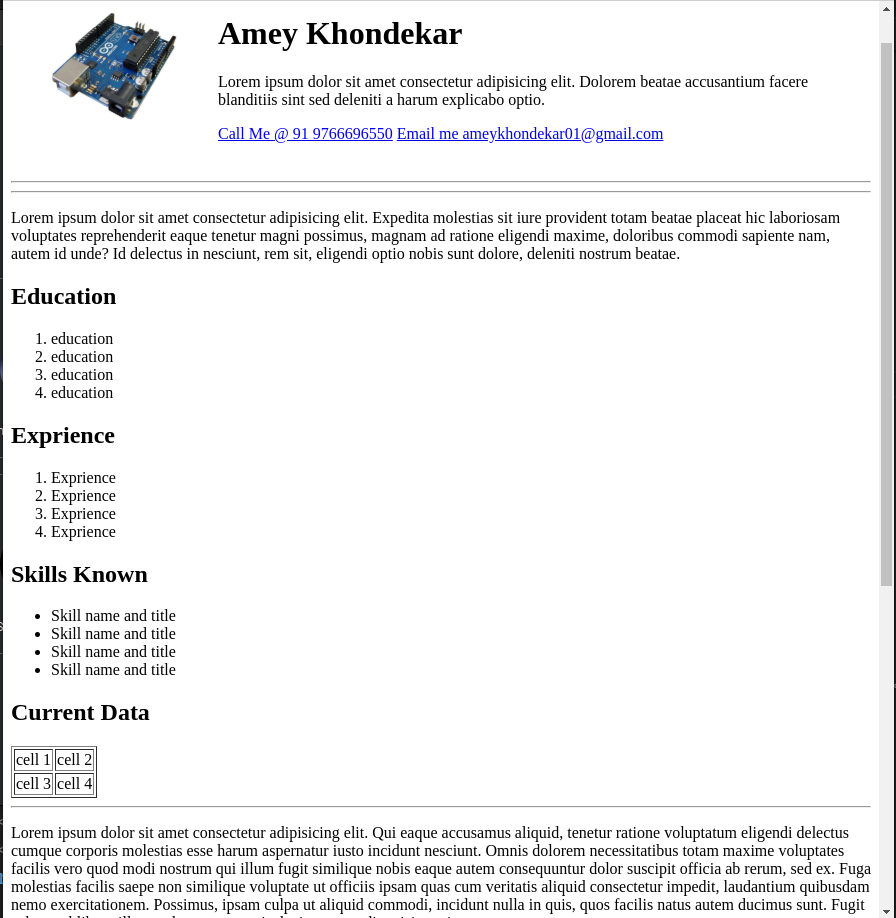 Amey Khondekar
Lorem ipsum dolor sit amet consectetur adipisicing elit. Dolorem beatae accusantium facere
blanditiis sint sed deleniti a harum explicabo optio.
Call Me @ 91 9766696550 Email me ameykhondekar01@gmail.com
Lorem ipsum dolor sit amet consectetur adipisicing elit. Expedita molestias sit iure provident totam beatae placeat hic laboriosam
voluptates reprehenderit eaque tenetur magni possimus, magnam ad ratione eligendi maxime, doloribus commodi sapiente nam,
autem id unde? Id delectus in nesciunt, rem sit, eligendi optio nobis sunt dolore, deleniti nostrum beatae.
Education
1. education
2. education
3. education
4. education
Exprience
1. Exprience
2. Exprience
3. Exprience
4. Exprience
Skills Known
• Skill name and title
• Skill name and title
• Skill name and title
• Skill name and title
Current Data
cell 1 cell 2
cell 3 cell 4
Lorem ipsum dolor sit amet consectetur adipisicing elit. Qui eaque accusamus aliquid, tenetur ratione voluptatum eligendi delectus
cumque corporis molestias esse harum aspernatur iusto incidunt nesciunt. Omnis dolorem necessitatibus totam maxime voluptates
facilis vero quod modi nostrum qui illum fugit similique nobis eaque autem consequuntur dolor suscipit officia ab rerum, sed ex. Fuga
molestias facilis saepe non similique voluptate ut officiis ipsam quas cum veritatis aliquid consectetur impedit, laudantium quibusdam
nemo exercitationem. Possimus, ipsam culpa ut aliquid commodi, incidunt nulla in quis, quos facilis natus autem ducimus sunt. Fugit